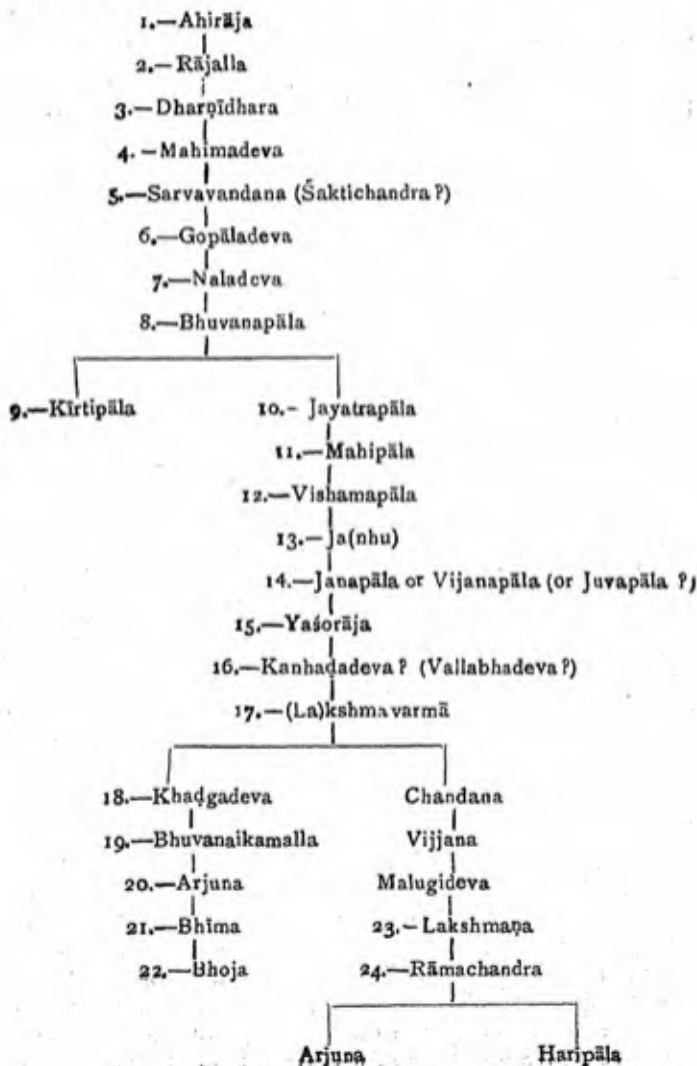 1.—Ahirāja
2.—Rājalla
3.—Dharṇīdhara
4.—Mahimadeva
5.—Sarvavandana (Śaktichandra?)
6.—Gopāladeva
7.—Naladeva
8.—Bhuvanapāla
9.—Kīrtipāla 10.- Jayatrapāla
11.—Mahipāla
12.—Vishamapāla
13.—Ja(nhu)
14.—Janapāla or Vijanapāla (or Juvapāla ?)
15.—Yaśorāja
16.—Kanhaḍadeva? (Vallabhadeva?)
17.—(La)kshmavarmā
18.—Khaḍgadeva Chandana
19.—Bhuvanaikamalla Vijjana
20.—Arjuna Malugideva
21.—Bhīma 23.—Lakshmaṇa
22.—Bhoja 24.—Rāmachandra
Arjuna Haripāla